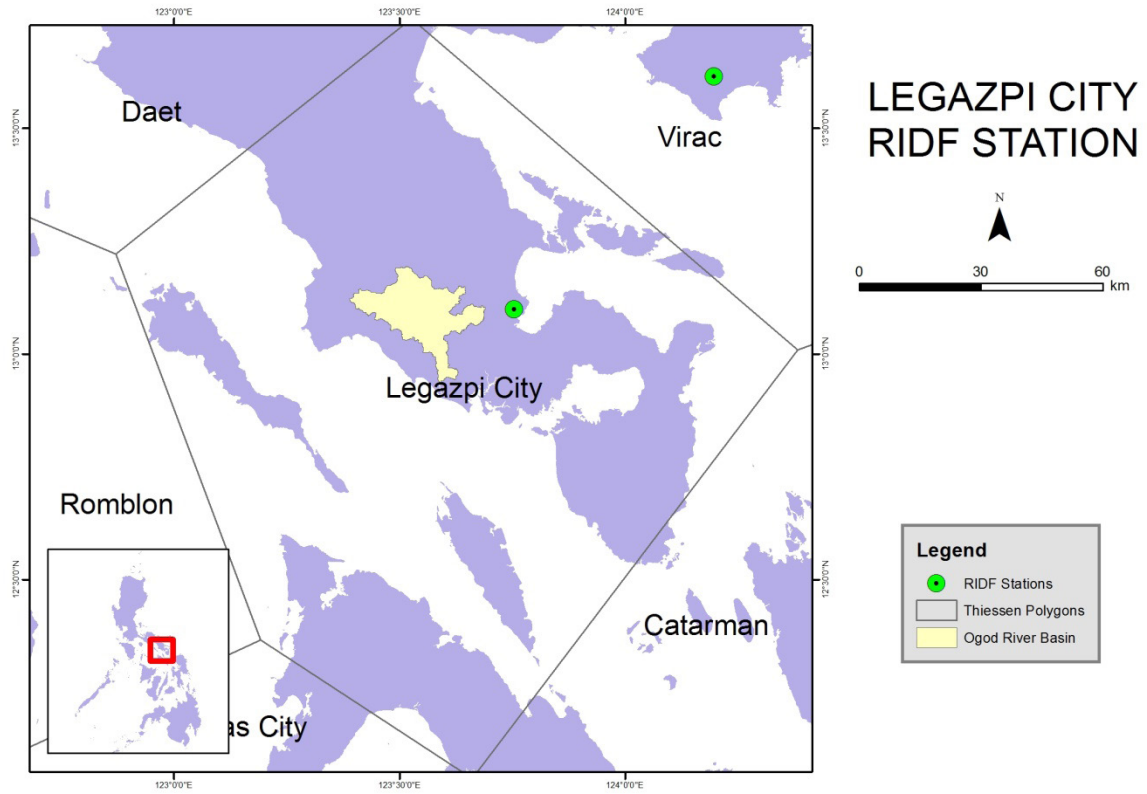 123°0'0"E
123°30'0"E
124°0'0"E
13°30'0"N
13°30'0"N
13°0'0"N
13°0'0"N
12°30'0"N
12°30'0"N
Daet
Virac
Legazpi City
Romblon
Catarman
as City
123°0'0"E
123°30'0"E
124°0'0"E
LEGAZPI CITY
RIDF STATION
N
0 30 60
km
Legend
RIDF Stations
Thiessen Polygons
Ogod River Basin